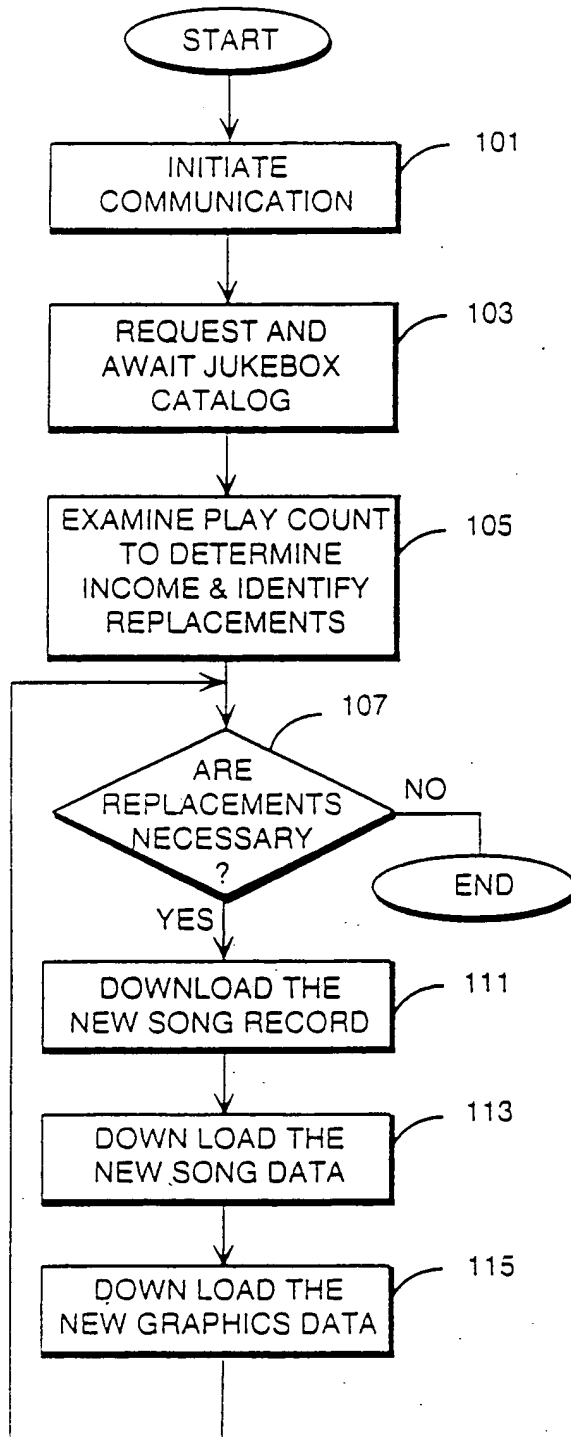 START
101
INITIATE
COMMUNICATION
103
REQUEST AND
AWAIT JUKEBOX
CATALOG
105
EXAMINE PLAY COUNT
TO DETERMINE
INCOME & IDENTIFY
REPLACEMENTS
107
ARE
REPLACEMENTS
NECESSARY
?
NO
END
YES
111
DOWNLOAD THE
NEW SONG RECORD
113
DOWN LOAD THE
NEW SONG DATA
115
DOWN LOAD THE
NEW GRAPHICS DATA